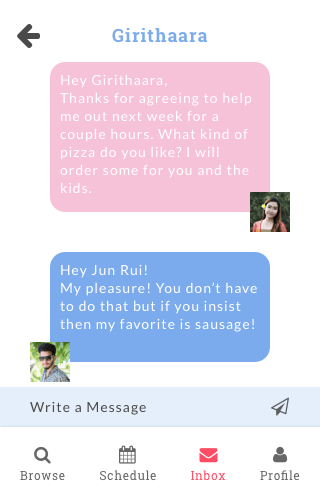 Girithaara
Hey Girithaara,
Thanks for agreeing to help
me out next week for a
couple hours. What kind of
pizza do you like? I will
order some for you and the
kids.
Hey Jun Rui!
My pleasure! You don't have
to do that but if you insist
then my favorite is sausage!
Write a Message
Browse
Schedule
Inbox
Profile